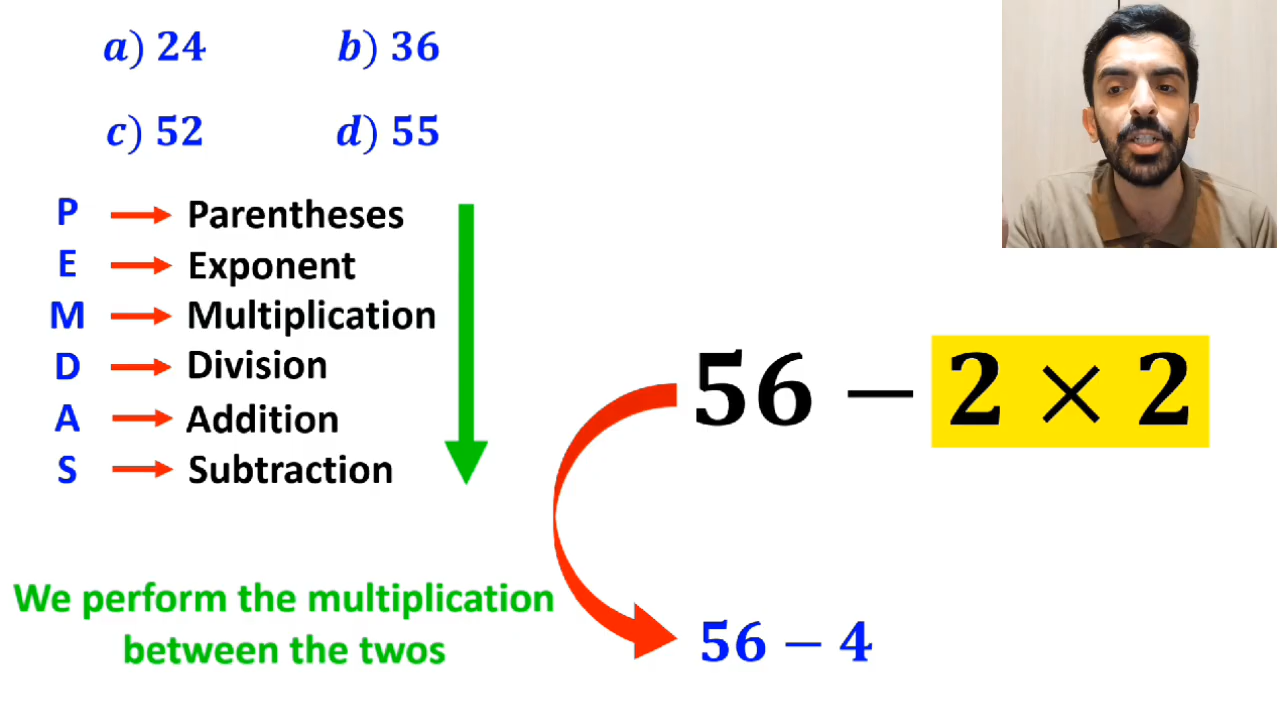 a) 24 b) 36
c) 52 d) 55
P → Parentheses
E → Exponent
M → Multiplication
D → Division
A → Addition
S → Subtraction
56 − 2 × 2
We perform the multiplication
between the twos
56 − 4